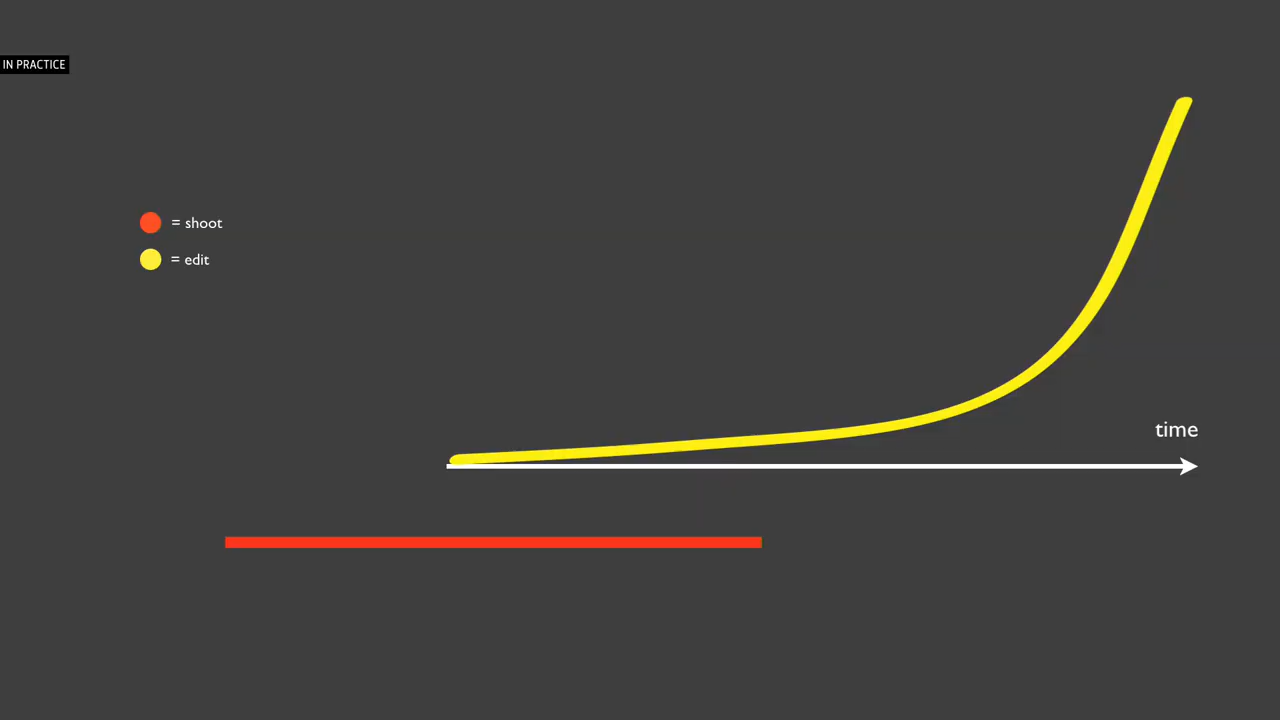 IN PRACTICE
= shoot
= edit
time